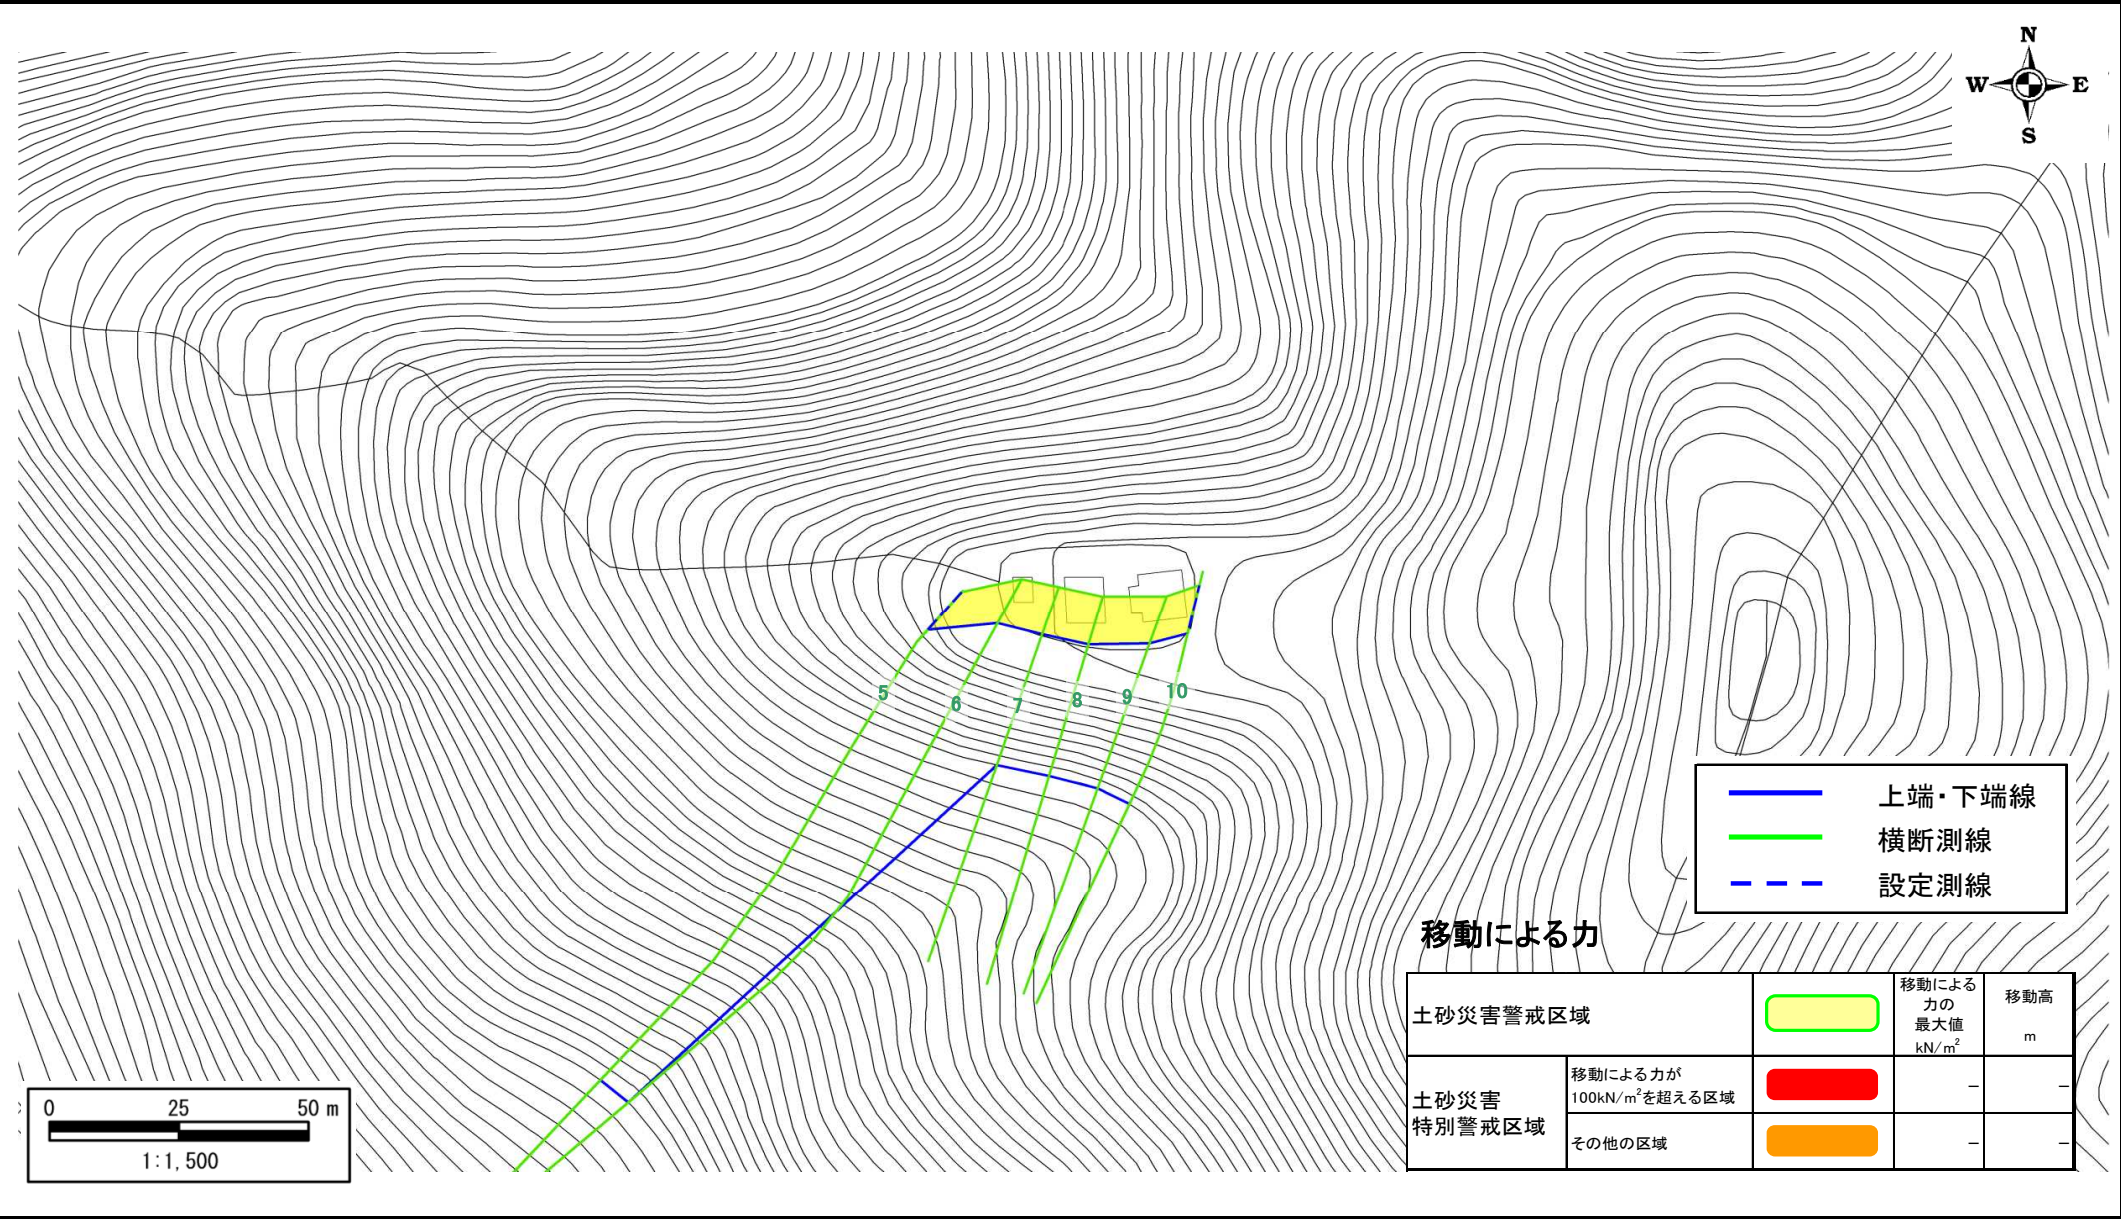 N
W E
S
5
6
7
8
9
10
上端・下端線
横断測線
設定測線
移動による力
土砂災害警戒区域
移動による
力の
最大値
kN/m²
移動高
m
土砂災害
特別警戒区域
移動による力が
100kN/m²を超える区域
－ －
その他の区域
－ －
0 25 50 m
1:1,500